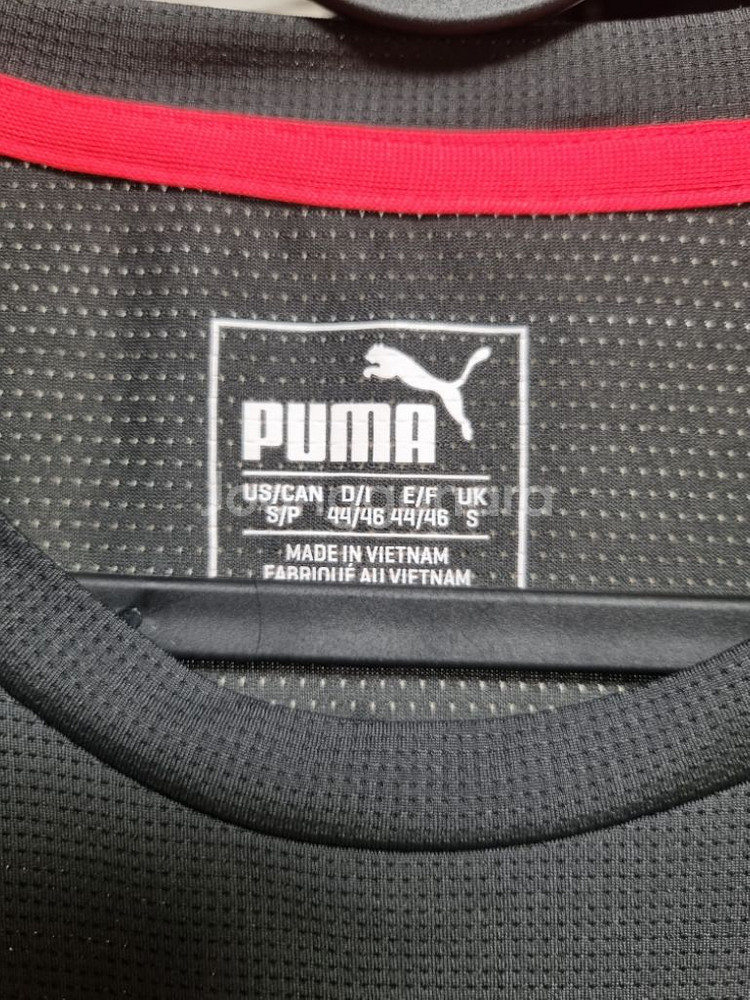 PUMA
US/CAN D/I E/F UK
S/P 44/46 44/46 S
MADE IN VIETNAM
FABRIQUÉ AU VIETNAM